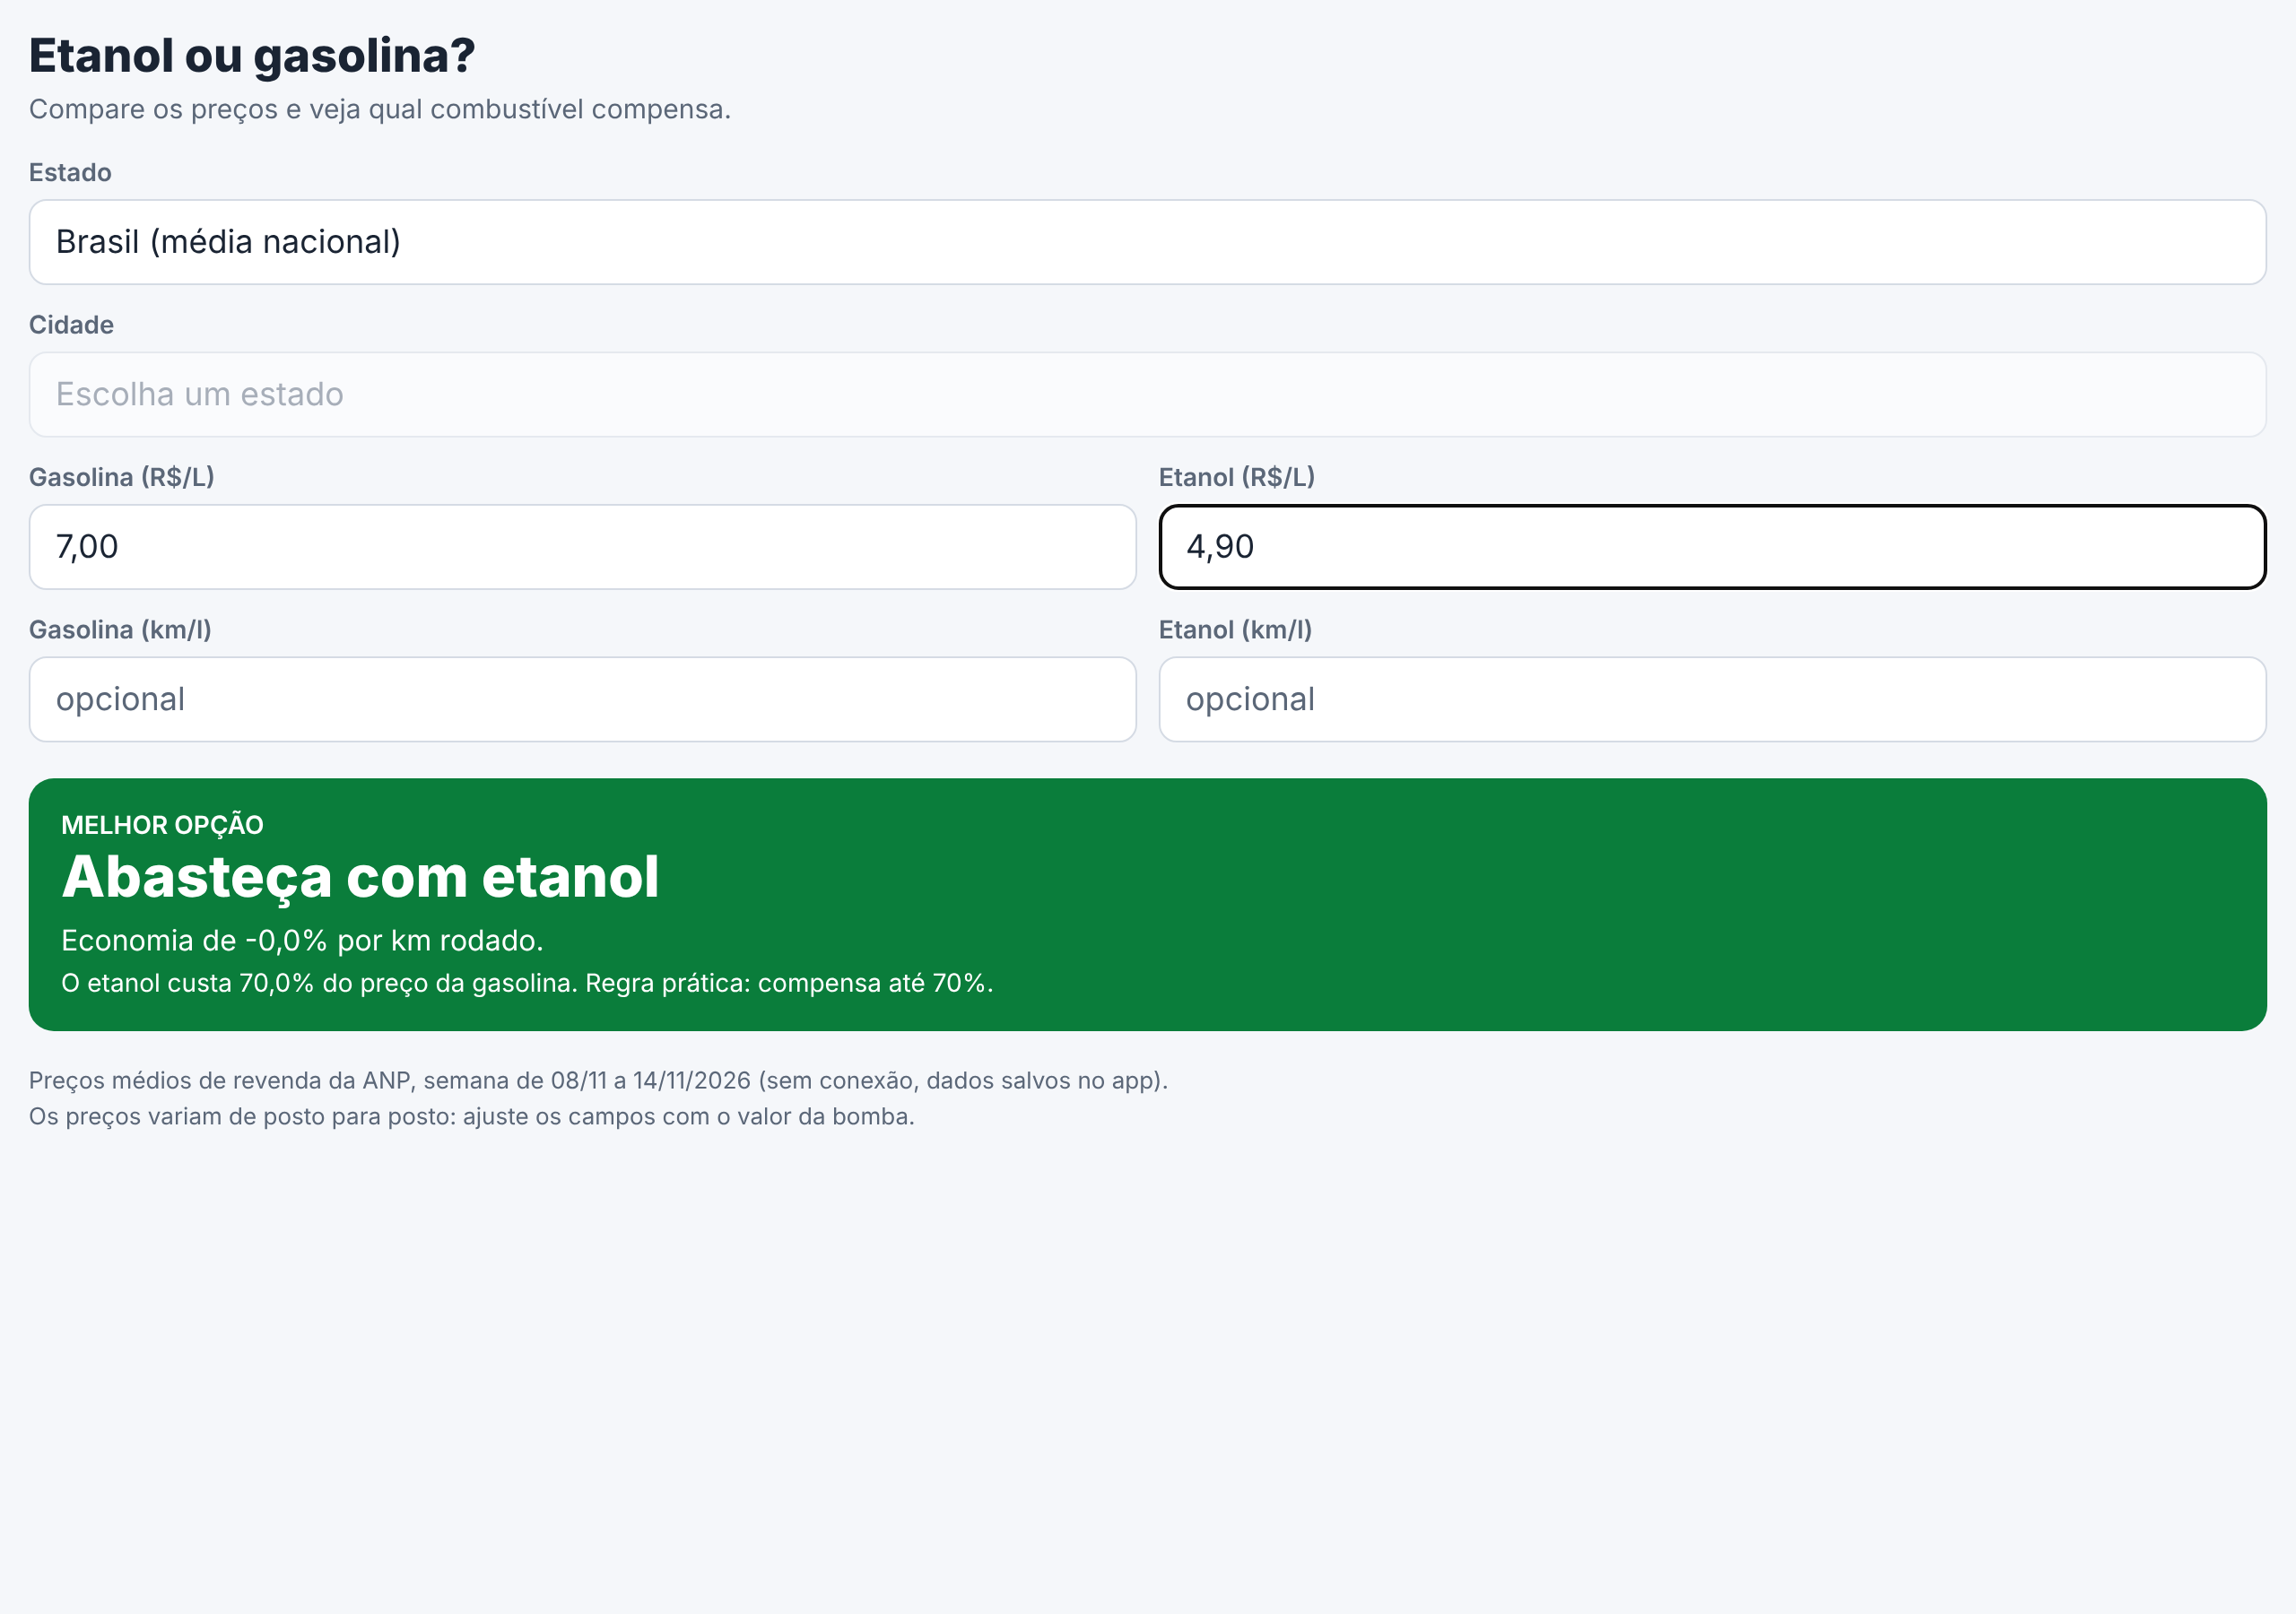 Etanol ou gasolina?
Compare os preços e veja qual combustível compensa.
Estado
Brasil (média nacional)
Cidade
Escolha um estado
Gasolina (R$/L)
Etanol (R$/L)
7,00
4,90
Gasolina (km/l)
Etanol (km/l)
opcional
opcional
MELHOR OPÇÃO
Abasteça com etanol
Economia de -0,0% por km rodado.
O etanol custa 70,0% do preço da gasolina. Regra prática: compensa até 70%.
Preços médios de revenda da ANP, semana de 08/11 a 14/11/2026 (sem conexão, dados salvos no app).
Os preços variam de posto para posto: ajuste os campos com o valor da bomba.